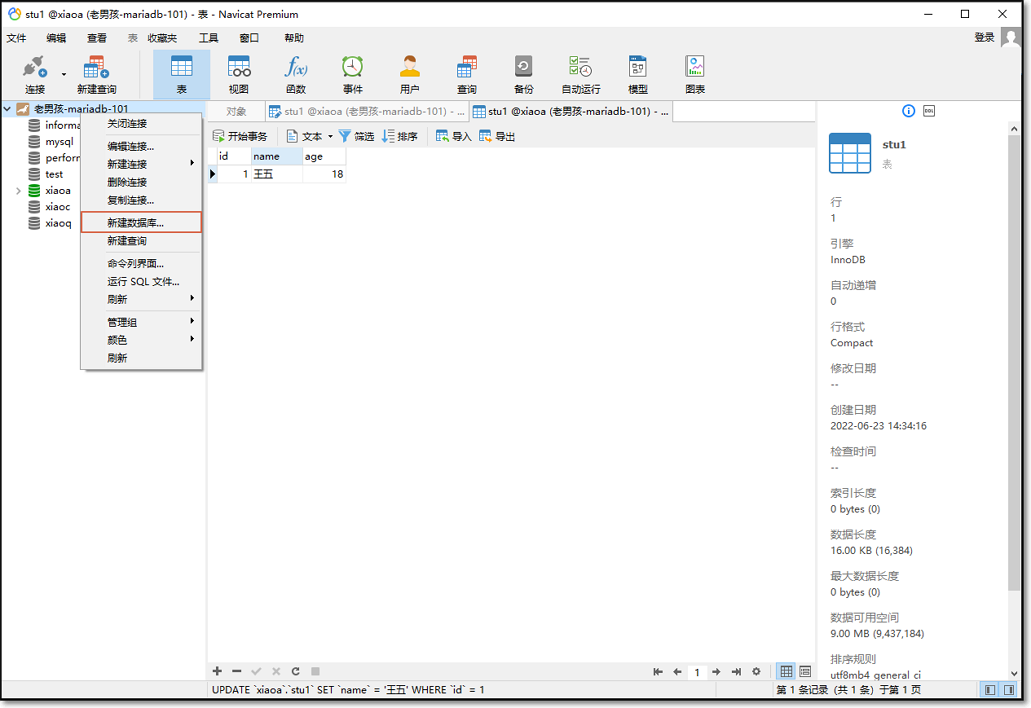 stu1 @xiaoa (老男孩-mariadb-101) - 表 - Navicat Premium
文件 编辑 查看 表 收藏夹 工具 窗口 帮助 登录
连接 新建查询 表 视图 函数 事件 用户 查询 备份 自动运行 模型 图表
老男孩-mariadb-101
informa
mysql
perforr
test
xiaoa
xiaoc
xiaoq
关闭连接
编辑连接...
新建连接
删除连接
复制连接...
新建数据库...
新建查询
命令列界面...
运行 SQL 文件...
刷新
管理组
颜色
刷新
对象 stu1 @xiaoa (老男孩-mariadb-101) - ... stu1 @xiaoa (老男孩-mariadb-101) - ...
开始事务 文本 筛选 排序 导入 导出
id name age
1 王五 18
stu1
表
行
1
引擎
InnoDB
自动递增
0
行格式
Compact
修改日期
--
创建日期
2022-06-23 14:34:16
检查时间
--
索引长度
0 bytes (0)
数据长度
16.00 KB (16,384)
最大数据长度
0 bytes (0)
数据可用空间
9.00 MB (9,437,184)
排序规则
utf8mb4_general_ci
1
UPDATE `xiaoa`.`stu1` SET `name` = '王五' WHERE `id` = 1
第 1 条记录 (共 1 条) 于第 1 页